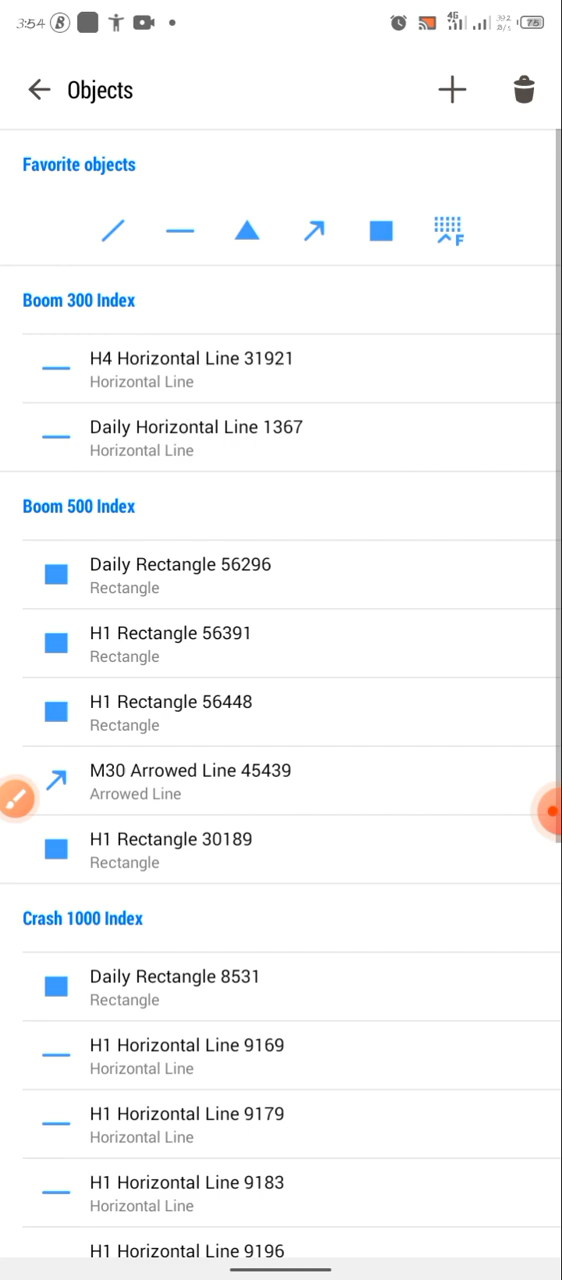 3:54
4G
392
B/s
75
Objects
Favorite objects
F
Boom 300 Index
H4 Horizontal Line 31921
Horizontal Line
Daily Horizontal Line 1367
Horizontal Line
Boom 500 Index
Daily Rectangle 56296
Rectangle
H1 Rectangle 56391
Rectangle
H1 Rectangle 56448
Rectangle
M30 Arrowed Line 45439
Arrowed Line
H1 Rectangle 30189
Rectangle
Crash 1000 Index
Daily Rectangle 8531
Rectangle
H1 Horizontal Line 9169
Horizontal Line
H1 Horizontal Line 9179
Horizontal Line
H1 Horizontal Line 9183
Horizontal Line
H1 Horizontal Line 9196